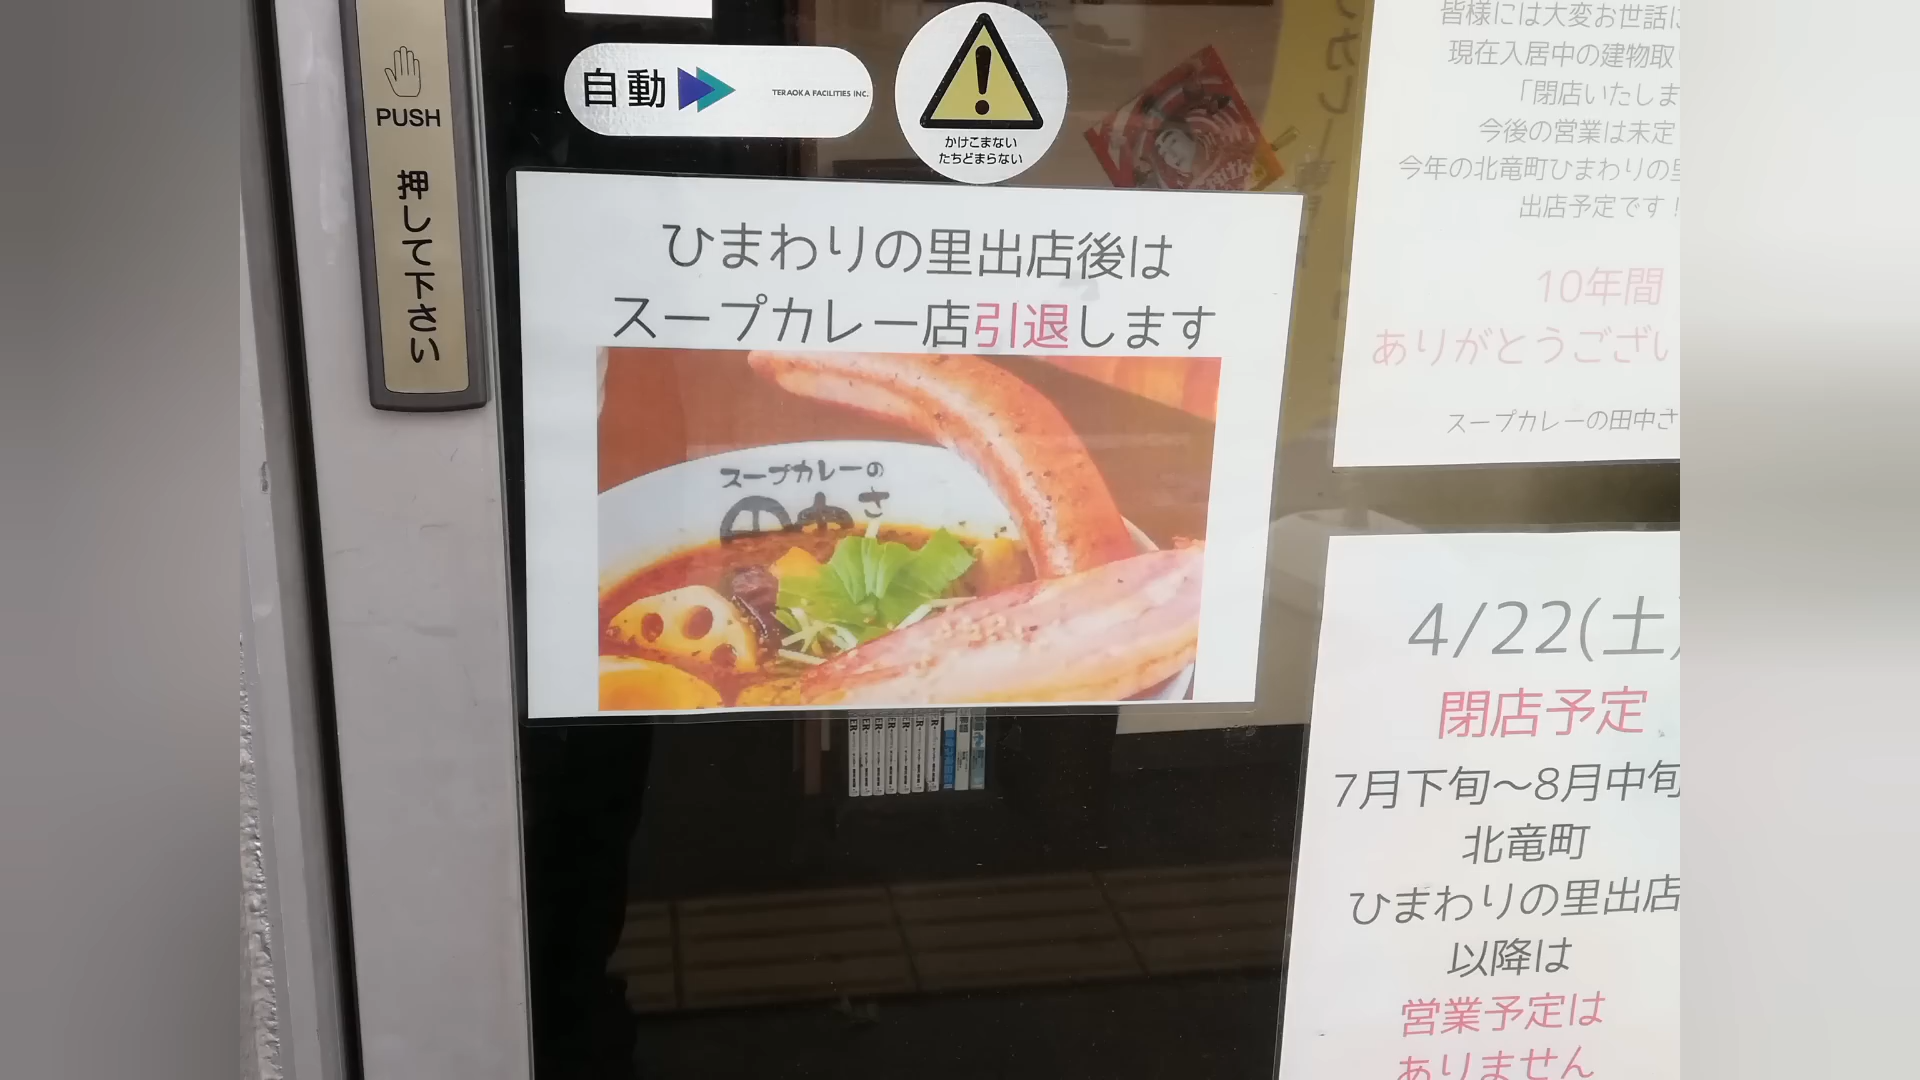 PUSH
押して下さい
自動
TERAOKA FACILITIES INC.
かけこまない
たちどまらない
ひまわりの里出店後は
スープカレー店引退します
スープカレーの
田中さ
皆様には大変お世話に
現在入居中の建物取
「閉店いたしま
今後の営業は未定
今年の北竜町ひまわりの里
出店予定です！
10年間
ありがとうござい
スープカレーの田中さ
4/22(土)
閉店予定
7月下旬～8月中旬
北竜町
ひまわりの里出店
以降は
営業予定は
ありません